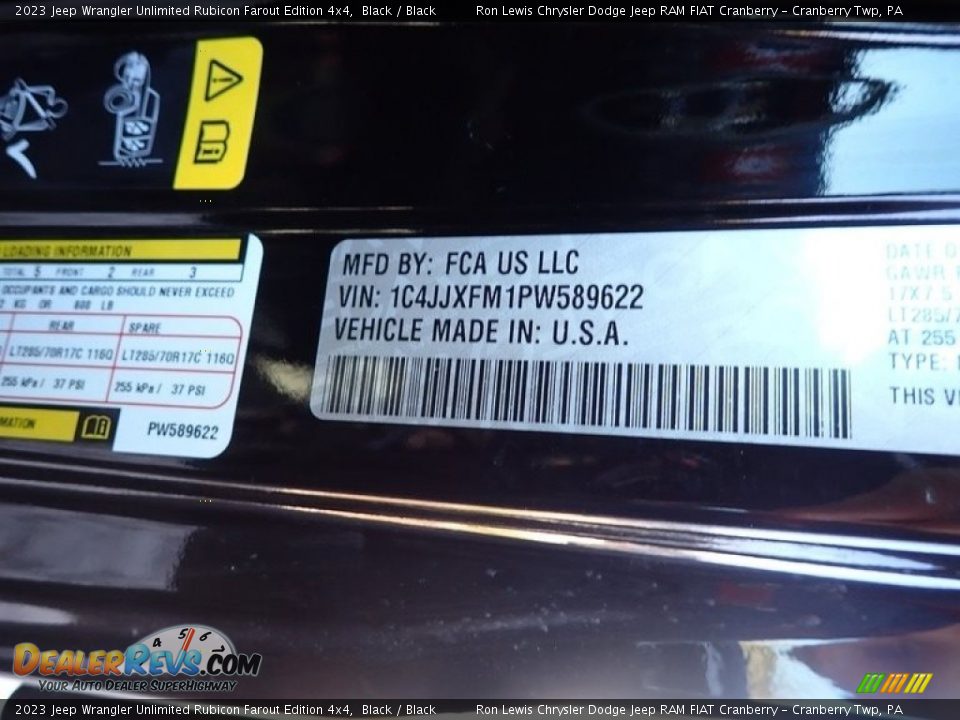 2023 Jeep Wrangler Unlimited Rubicon Farout Edition 4x4, Black / Black Ron Lewis Chrysler Dodge Jeep RAM FIAT Cranberry - Cranberry Twp, PA
LOADING INFORMATION
TOTAL 5 FRONT 2 REAR 3
OCCUPANTS AND CARGO SHOULD NEVER EXCEED
KG OR LB
REAR SPARE
LT285/70R17C 116Q LT285/70R17C 116Q
255 kPa / 37 PSI 255 kPa / 37 PSI
PW589622
MFD BY: FCA US LLC
VIN: 1C4JJXFM1PW589622
VEHICLE MADE IN: U.S.A.
DATE
GAWR
17X7.5
LT285/7
AT 255
TYPE:
THIS
4 5 6
DEALERREVS.COM
YOUR AUTO DEALER SUPERHIGHWAY
2023 Jeep Wrangler Unlimited Rubicon Farout Edition 4x4, Black / Black Ron Lewis Chrysler Dodge Jeep RAM FIAT Cranberry - Cranberry Twp, PA